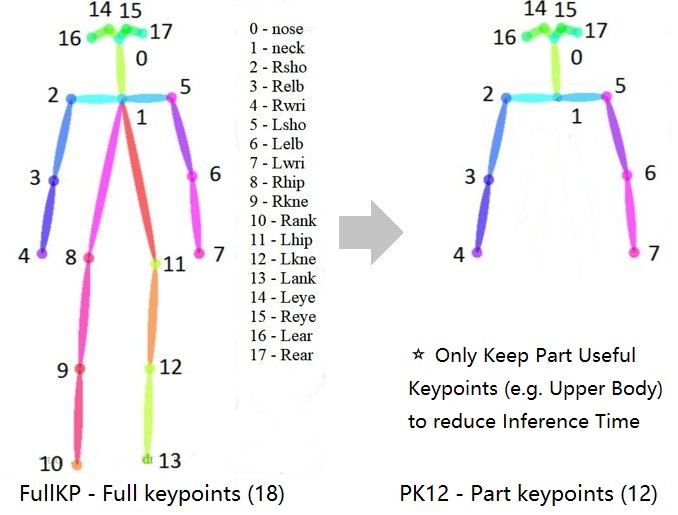 14 15
16 17
0
2 5
1
3 6
4 7
8 11
9 12
10 13
0 - nose
1 - neck
2 - Rsho
3 - Relb
4 - Rwri
5 - Lsho
6 - Lelb
7 - Lwri
8 - Rhip
9 - Rkne
10 - Rank
11 - Lhip
12 - Lkne
13 - Lank
14 - Leye
15 - Reye
16 - Lear
17 - Rear
14 15
16 17
0
2 5
1
3 6
4 7
☆ Only Keep Part Useful
Keypoints (e.g. Upper Body)
to reduce Inference Time
FullKP - Full keypoints (18)
PK12 - Part keypoints (12)